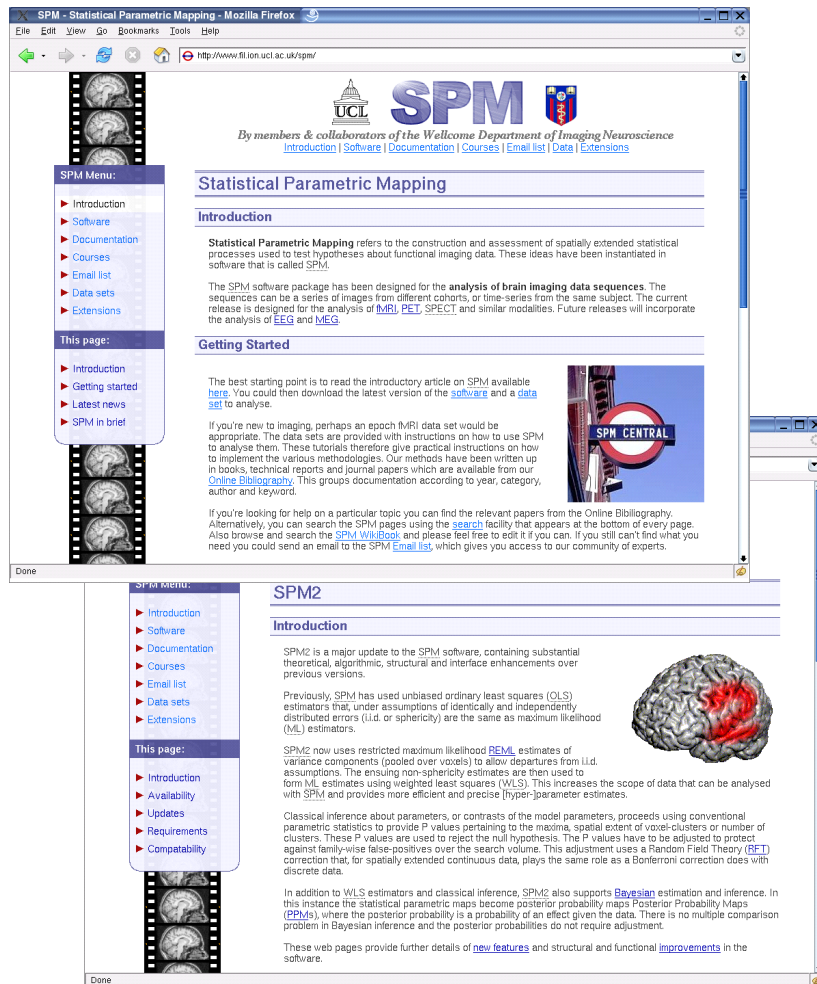 SPM - Statistical Parametric Mapping - Mozilla Firefox
File Edit View Go Bookmarks Tools Help
http://www.fil.ion.ucl.ac.uk/spm/
UCL
SPM
By members & collaborators of the Wellcome Department of Imaging Neuroscience
Introduction | Software | Documentation | Courses | Email list | Data | Extensions
SPM Menu:
Introduction
Software
Documentation
Courses
Email list
Data sets
Extensions
This page:
Introduction
Getting started
Latest news
SPM in brief
Statistical Parametric Mapping
Introduction
Statistical Parametric Mapping refers to the construction and assessment of spatially extended statistical
processes used to test hypotheses about functional imaging data. These ideas have been instantiated in
software that is called SPM.
The SPM software package has been designed for the analysis of brain imaging data sequences. The
sequences can be a series of images from different cohorts, or time-series from the same subject. The current
release is designed for the analysis of fMRI, PET, SPECT and similar modalities. Future releases will incorporate
the analysis of EEG and MEG.
Getting Started
The best starting point is to read the introductory article on SPM available
here. You could then download the latest version of the software and a data
set to analyse.
If you're new to imaging, perhaps an epoch fMRI data set would be
appropriate. The data sets are provided with instructions on how to use SPM
to analyse them. These tutorials therefore give practical instructions on how
to implement the various methodologies. Our methods have been written up
in books, technical reports and journal papers which are available from our
Online Bibliography. This groups documentation according to year, category,
author and keyword.
SPM CENTRAL
If you're looking for help on a particular topic you can find the relevant papers from the Online Bibiliography.
Alternatively, you can search the SPM pages using the search facility that appears at the bottom of every page.
Also browse and search the SPM WikiBook and please feel free to edit it if you can. If you still can't find what you
need you could send an email to the SPM Email list, which gives you access to our community of experts.
Done
SPM Menu:
Introduction
Software
Documentation
Courses
Email list
Data sets
Extensions
This page:
Introduction
Availability
Updates
Requirements
Compatability
SPM2
Introduction
SPM2 is a major update to the SPM software, containing substantial
theoretical, algorithmic, structural and interface enhancements over
previous versions.
Previously, SPM has used unbiased ordinary least squares (OLS)
estimators that, under assumptions of identically and independently
distributed errors (i.i.d. or sphericity) are the same as maximum likelihood
(ML) estimators.
SPM2 now uses restricted maximum likelihood REML estimates of
variance components (pooled over voxels) to allow departures from i.i.d.
assumptions. The ensuing non-sphericity estimates are then used to
form ML estimates using weighted least squares (WLS). This increases the scope of data that can be analysed
with SPM and provides more efficient and precise [hyper-]parameter estimates.
Classical inference about parameters, or contrasts of the model parameters, proceeds using conventional
parametric statistics to provide P values pertaining to the maxima, spatial extent of voxel-clusters or number of
clusters. These P values are used to reject the null hypothesis. The P values have to be adjusted to protect
against family-wise false-positives over the search volume. This adjustment uses a Random Field Theory (RFT)
correction that, for spatially extended continuous data, plays the same role as a Bonferroni correction does with
discrete data.
In addition to WLS estimators and classical inference, SPM2 also supports Bayesian estimation and inference. In
this instance the statistical parametric maps become posterior probability maps Posterior Probability Maps
(PPMs), where the posterior probability is a probability of an effect given the data. There is no multiple comparison
problem in Bayesian inference and the posterior probabilities do not require adjustment.
These web pages provide further details of new features and structural and functional improvements in the
software.
Done